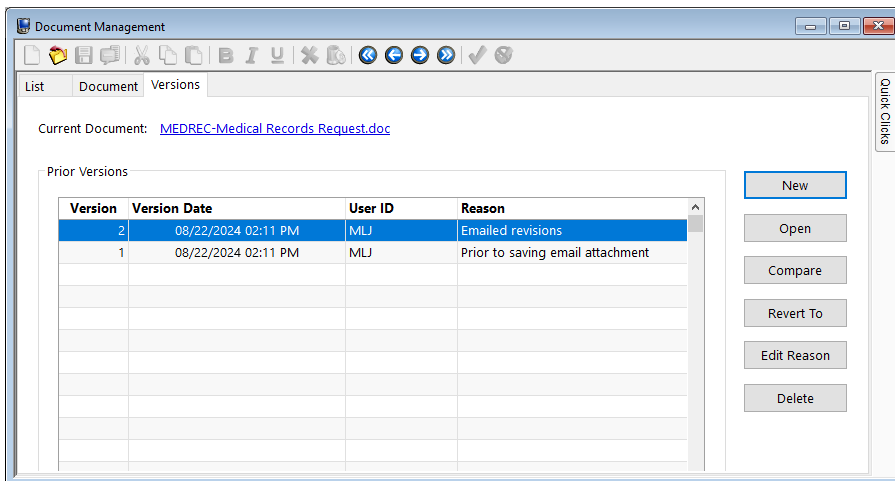 Document Management
B I U
List Document Versions
Quick Clicks
Current Document: MEDREC-Medical Records Request.doc
Prior Versions
Version Version Date User ID Reason
2 08/22/2024 02:11 PM MLJ Emailed revisions
1 08/22/2024 02:11 PM MLJ Prior to saving email attachment
New
Open
Compare
Revert To
Edit Reason
Delete